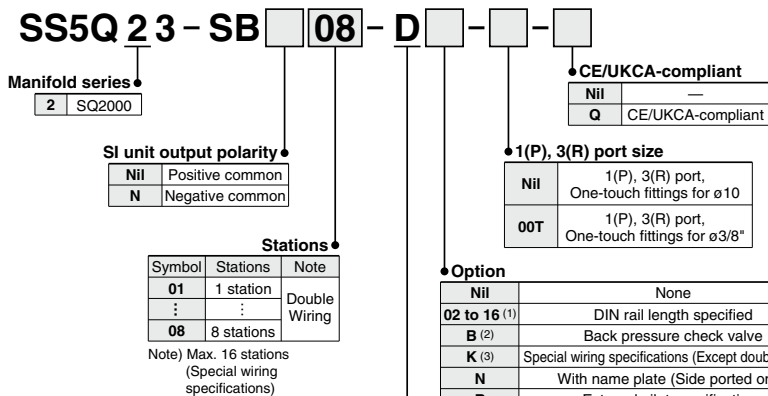 SS5Q 2 3 – SB 08 – D – –
CE/UKCA-compliant
Nil —
Q CE/UKCA-compliant
Manifold series
2 SQ2000
SI unit output polarity
Nil Positive common
N Negative common
1(P), 3(R) port size
Nil 1(P), 3(R) port,
One-touch fittings for ø10
00T 1(P), 3(R) port,
One-touch fittings for ø3/8"
Stations
Symbol Stations Note
01 1 station
⋮ ⋮ Double
Wiring
08 8 stations
Note) Max. 16 stations
(Special wiring
specifications)
Option
Nil None
02 to 16 (1) DIN rail length specified
B (2) Back pressure check valve
K (3) Special wiring specifications (Except
N With name plate (Side ported